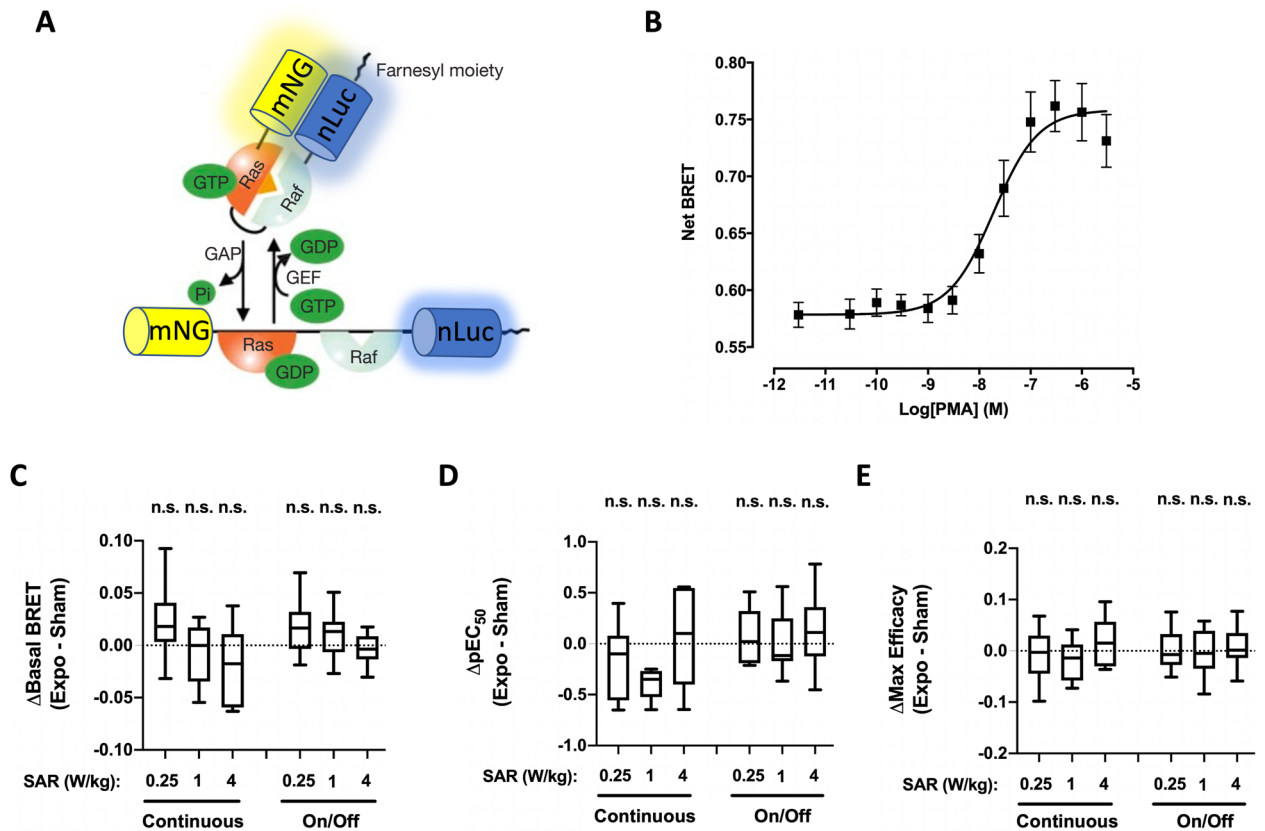 A
mNG
nLuc
Farnesyl moiety
GTP
Ras
Raf
GAP
GDP
GEF
Pi
GTP
mNG
Ras
Raf
nLuc
GDP
B
0.80
0.75
0.70
0.65
0.60
0.55
Net BRET
-12 -11 -10 -9 -8 -7 -6 -5
Log[PMA] (M)
C
n.s. n.s. n.s. n.s. n.s. n.s.
0.10
0.05
0.00
-0.05
-0.10
ΔBasal BRET
(Expo - Sham)
SAR (W/kg): 0.25 1 4 0.25 1 4
Continuous On/Off
D
n.s. n.s. n.s. n.s. n.s. n.s.
1.0
0.5
0.0
-0.5
-1.0
ΔpEC50
(Expo - Sham)
SAR (W/kg): 0.25 1 4 0.25 1 4
Continuous On/Off
E
n.s. n.s. n.s. n.s. n.s. n.s.
0.2
0.1
0.0
-0.1
-0.2
ΔMax Efficacy
(Expo - Sham)
SAR (W/kg): 0.25 1 4 0.25 1 4
Continuous On/Off